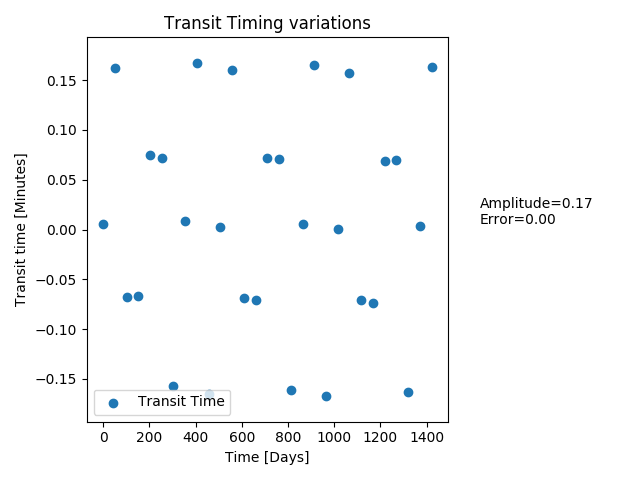 Transit Timing variations
Transit time [Minutes]
0.15
0.10
0.05
0.00
−0.05
−0.10
−0.15
Amplitude=0.17
Error=0.00
Transit Time
0 200 400 600 800 1000 1200 1400
Time [Days]